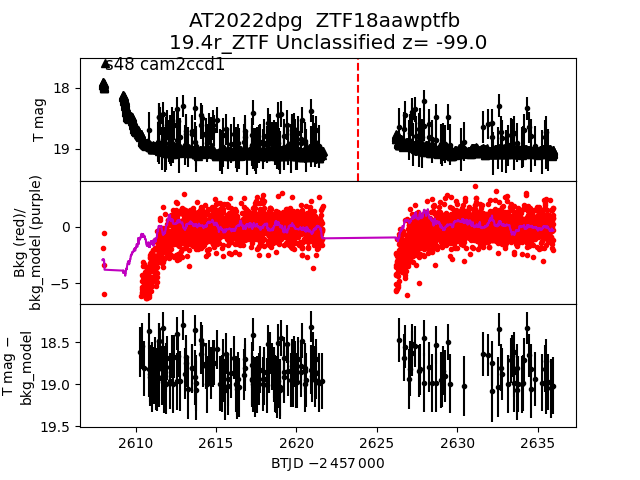 AT2022dpg  ZTF18aawptfb
19.4r_ZTF Unclassified z= -99.0
s48 cam2ccd1
T mag
18
19
Bkg (red)/
bkg_model (purple)
0
−5
T mag −
bkg_model
18.5
19.0
19.5
2610 2615 2620 2625 2630 2635
BTJD −2 457 000